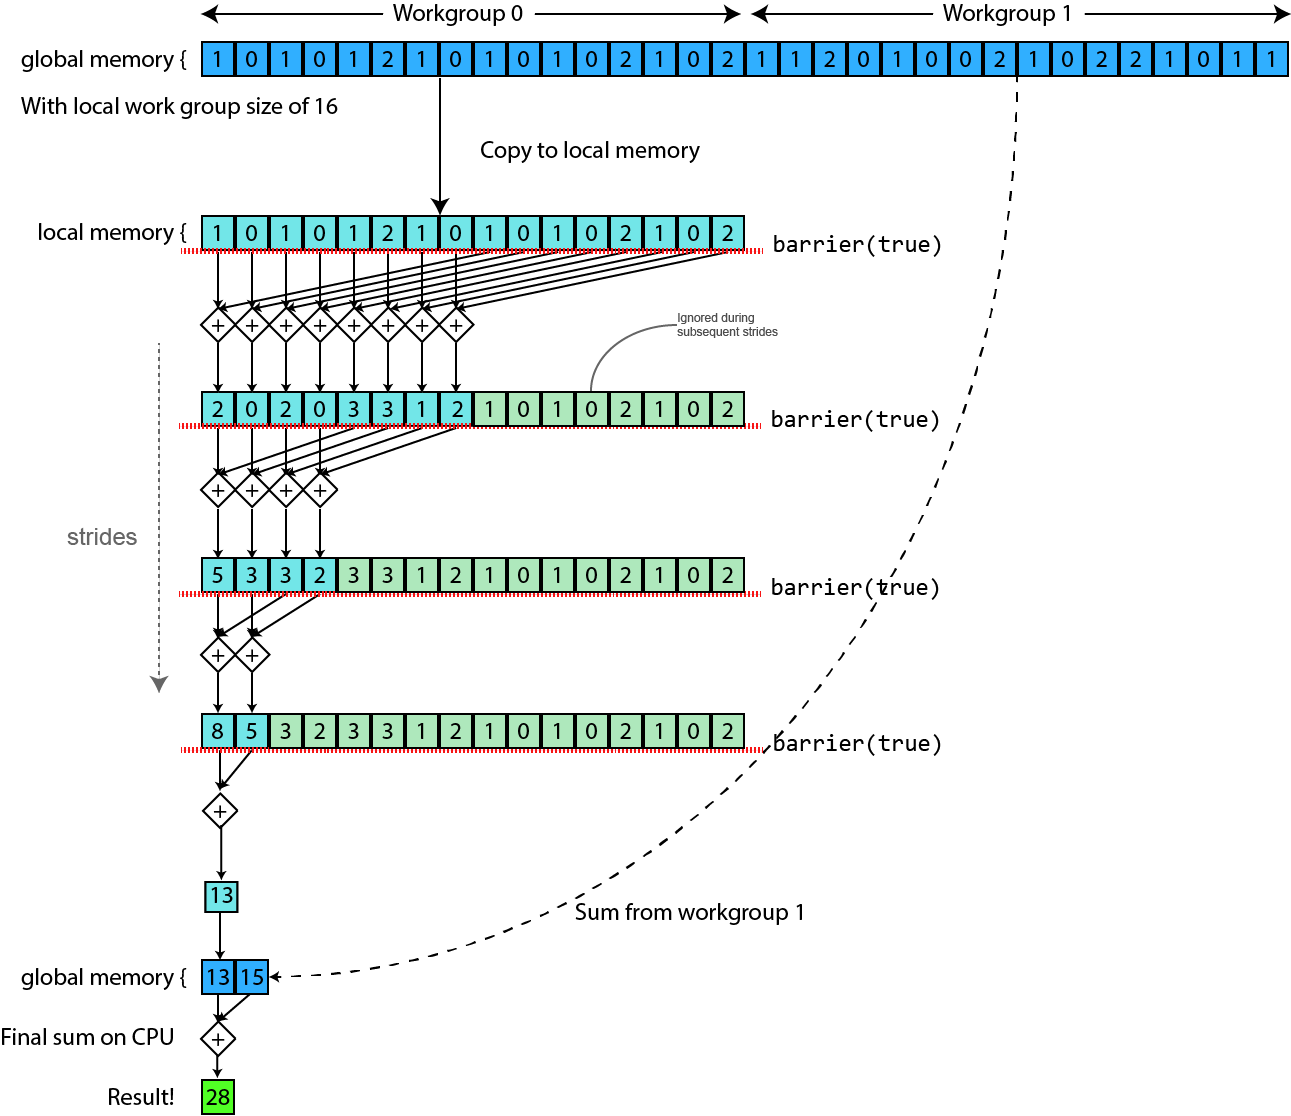 Workgroup 0 Workgroup 1
global memory { 1 0 1 0 1 2 1 0 1 0 1 0 2 1 0 2 1 1 2 0 1 0 0 2 1 0 2 2 1 0 1 1
With local work group size of 16
Copy to local memory
local memory { 1 0 1 0 1 2 1 0 1 0 1 0 2 1 0 2
barrier(true)
Ignored during
subsequent strides
+ + + + + + + +
2 0 2 0 3 3 1 2 1 0 1 0 2 1 0 2
barrier(true)
+ + + +
strides
5 3 3 2 3 3 1 2 1 0 1 0 2 1 0 2
barrier(true)
+ +
8 5 3 2 3 3 1 2 1 0 1 0 2 1 0 2
barrier(true)
+
13
Sum from workgroup 1
global memory { 13 15
Final sum on CPU +
Result! 28